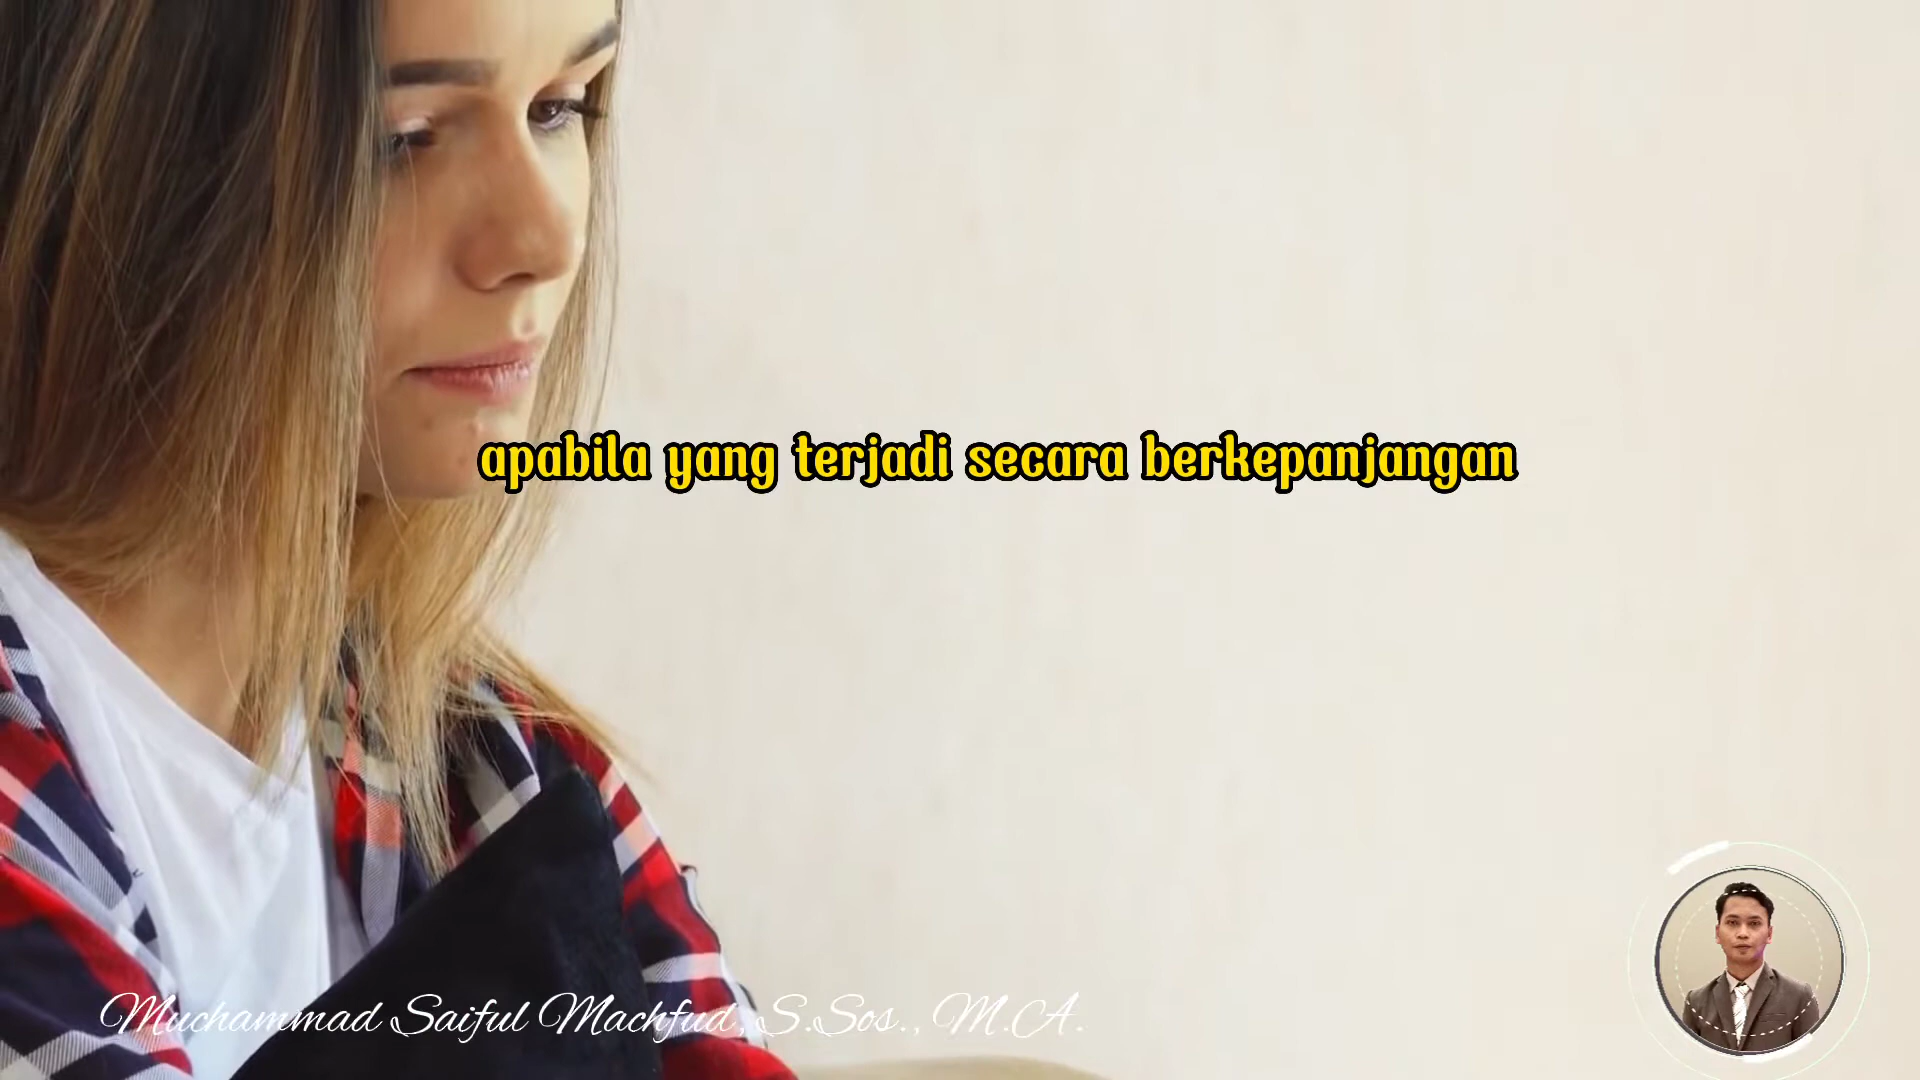 apabila yang terjadi secara berkepanjangan
Muchammad Saiful Machfud, S.Sos., M.A.